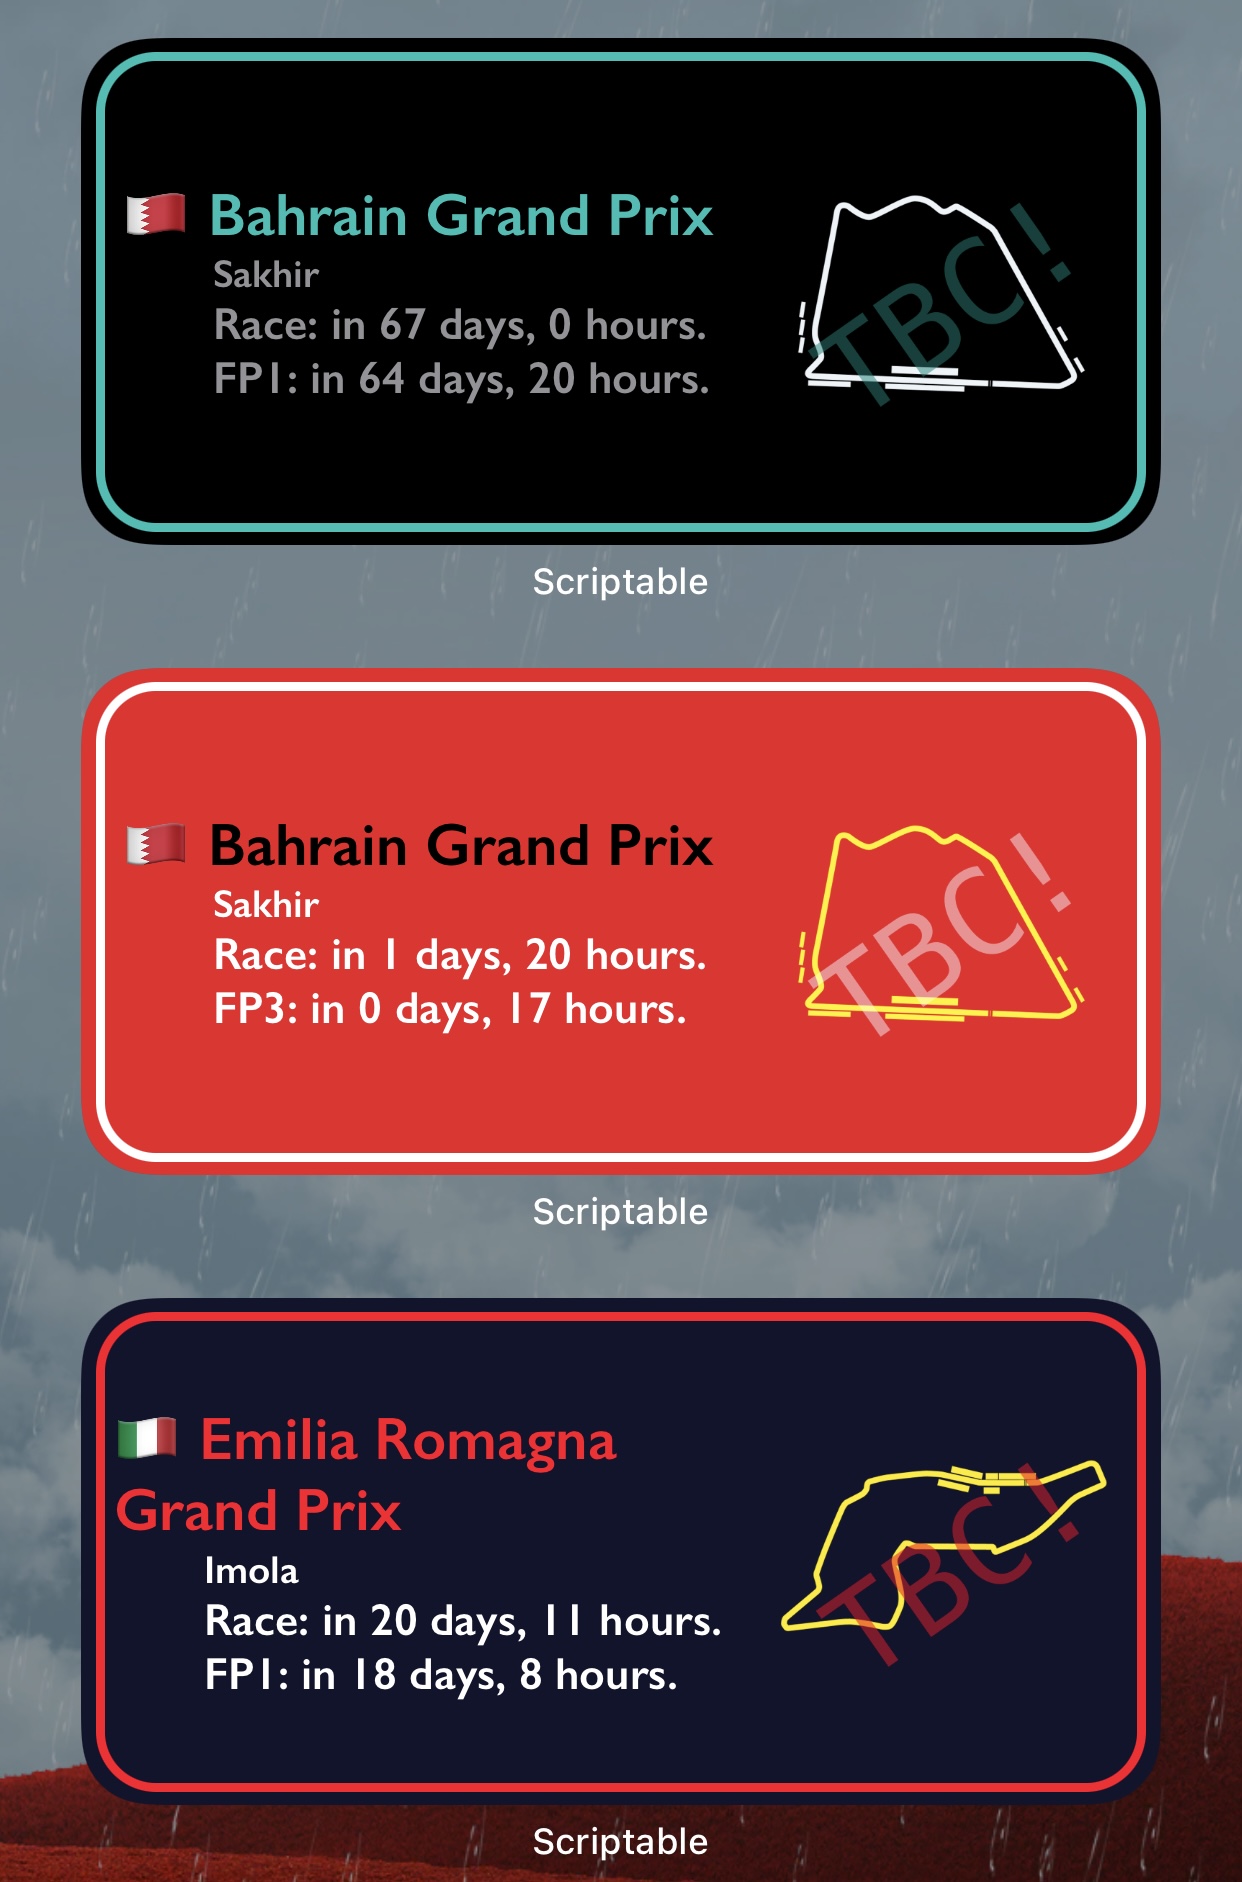 Bahrain Grand Prix
Sakhir
Race: in 67 days, 0 hours.
FP1: in 64 days, 20 hours.
TBC!
Scriptable
Bahrain Grand Prix
Sakhir
Race: in 1 days, 20 hours.
FP3: in 0 days, 17 hours.
TBC!
Scriptable
Emilia Romagna
Grand Prix
Imola
Race: in 20 days, 11 hours.
FP1: in 18 days, 8 hours.
TBC!
Scriptable